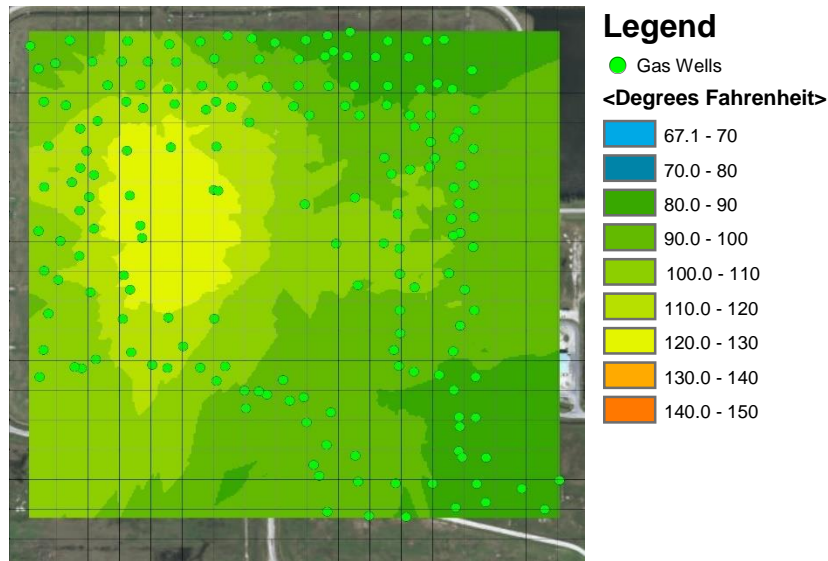 Legend
Gas Wells
<Degrees Fahrenheit>
67.1 - 70
70.0 - 80
80.0 - 90
90.0 - 100
100.0 - 110
110.0 - 120
120.0 - 130
130.0 - 140
140.0 - 150